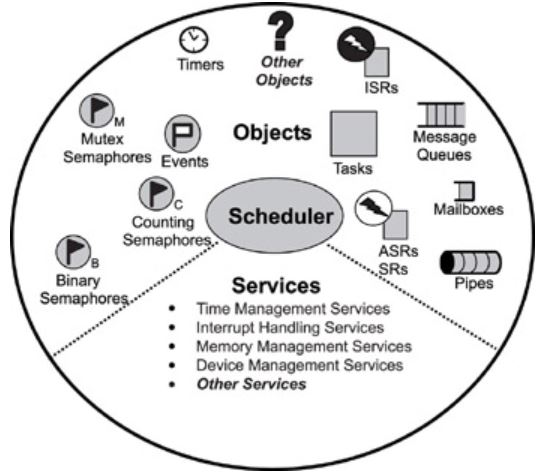 Timers
Other
Objects
ISRs
M
Mutex
Semaphores
Events
Objects
Tasks
Message
Queues
C
Counting
Semaphores
Scheduler
ASRs
SRs
Mailboxes
B
Binary
Semaphores
Pipes
Services
• Time Management Services
• Interrupt Handling Services
• Memory Management Services
• Device Management Services
• Other Services